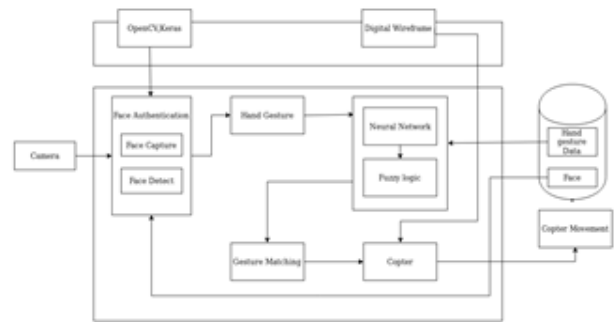 OpenCV,Keras
Digital Wireframe
Face Authentication
Face Capture
Face Detect
Hand Gesture
Neural Network
Fuzzy logic
Hand
gesture
Data
Face
Camera
Gesture Matching
Copter
Copter Movement